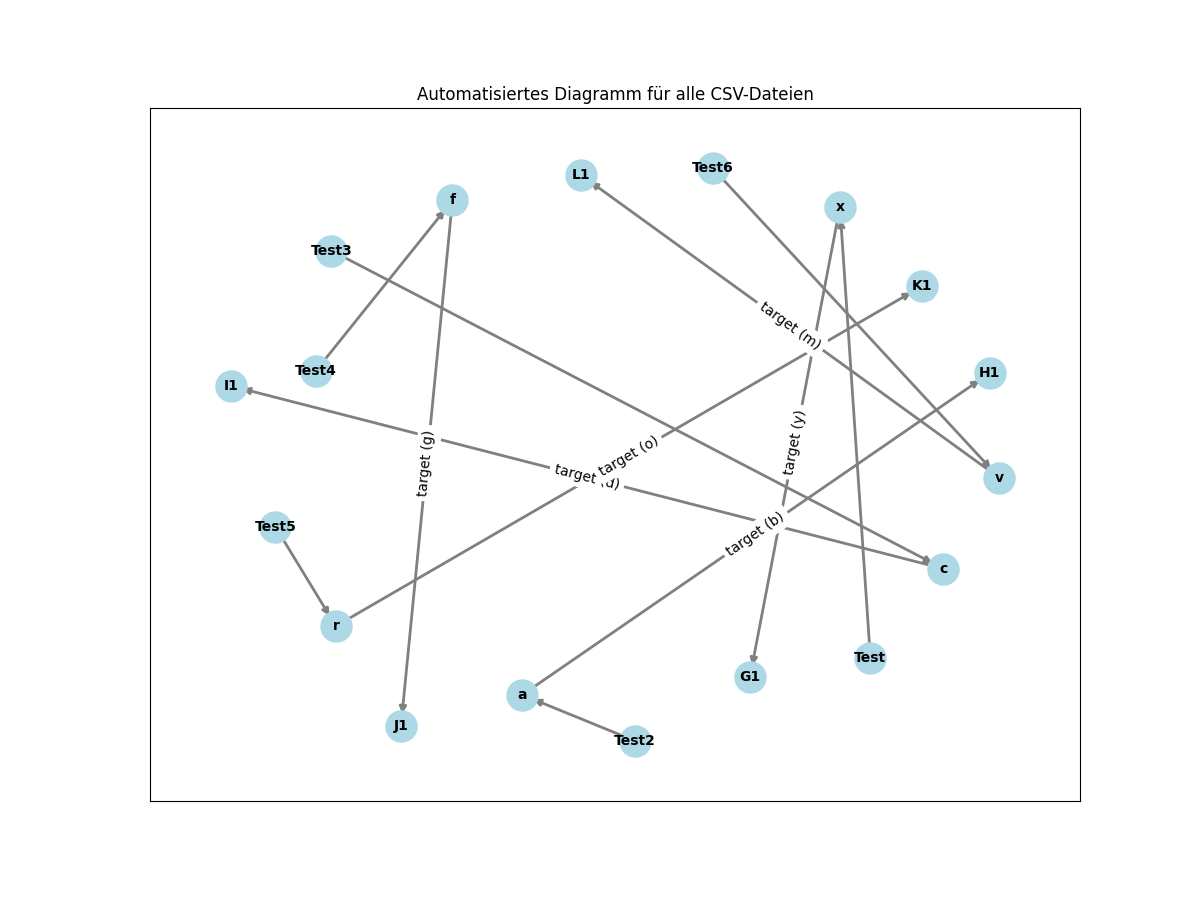 Automatisiertes Diagramm für alle CSV-Dateien
L1
Test6
f
x
Test3
K1
target (m)
Test4
H1
I1
target (y)
target (g)
target (o)
target (d)
v
Test5
target (b)
c
r
Test
G1
a
J1
Test2